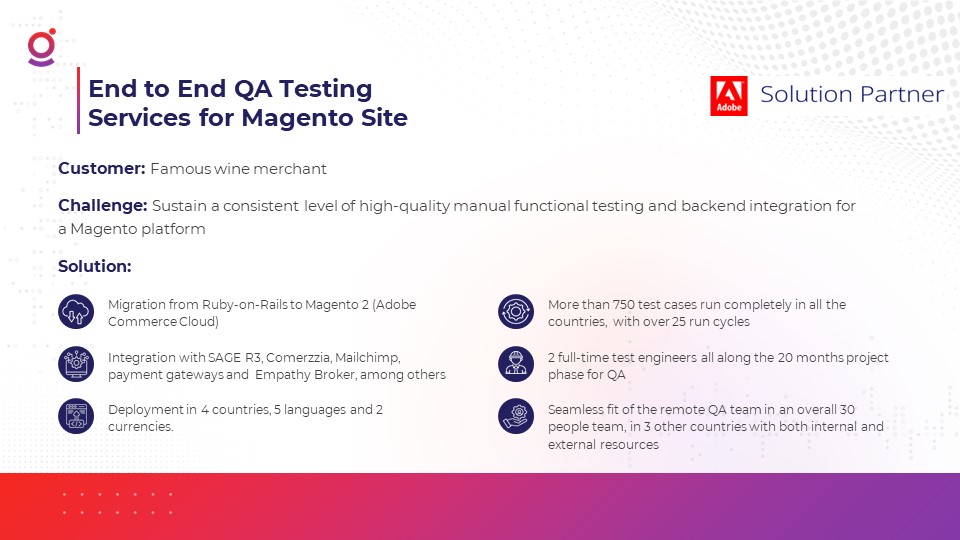 End to End QA Testing
Services for Magento Site
Adobe
Solution Partner
Customer: Famous wine merchant
Challenge: Sustain a consistent level of high-quality manual functional testing and backend integration for
a Magento platform
Solution:
Migration from Ruby-on-Rails to Magento 2 (Adobe
Commerce Cloud)
Integration with SAGE R3, Comerzzia, Mailchimp,
payment gateways and Empathy Broker, among others
Deployment in 4 countries, 5 languages and 2
currencies.
More than 750 test cases run completely in all the
countries, with over 25 run cycles
2 full-time test engineers all along the 20 months project
phase for QA
Seamless fit of the remote QA team in an overall 30
people team, in 3 other countries with both internal and
external resources